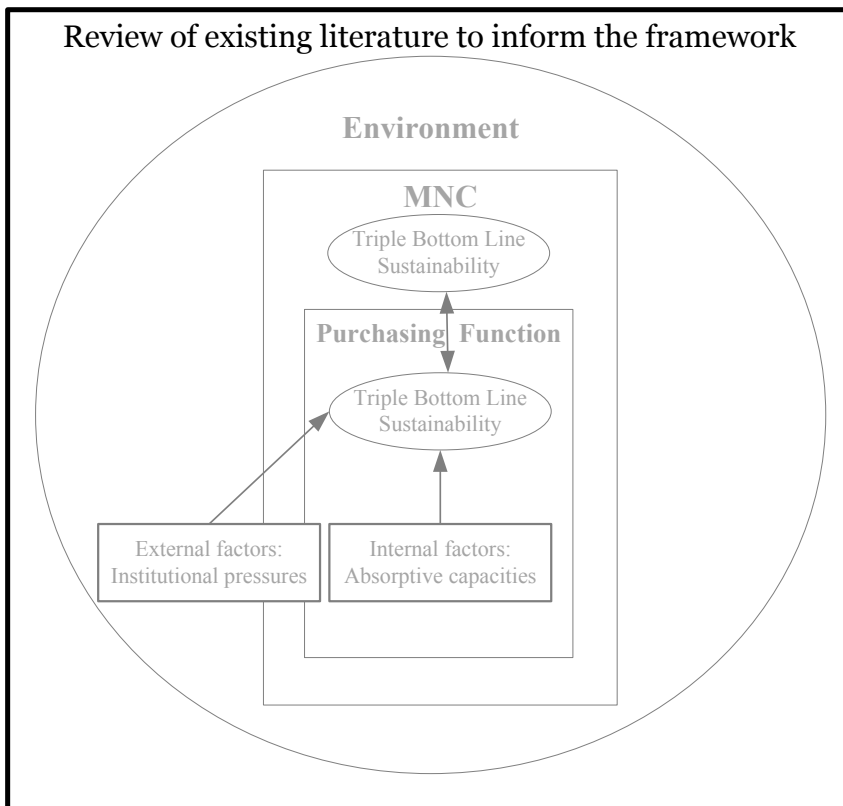 Review of existing literature to inform the framework
Environment
MNC
Triple Bottom Line
Sustainability
Purchasing Function
Triple Bottom Line
Sustainability
External factors:
Institutional pressures
Internal factors:
Absorptive capacities